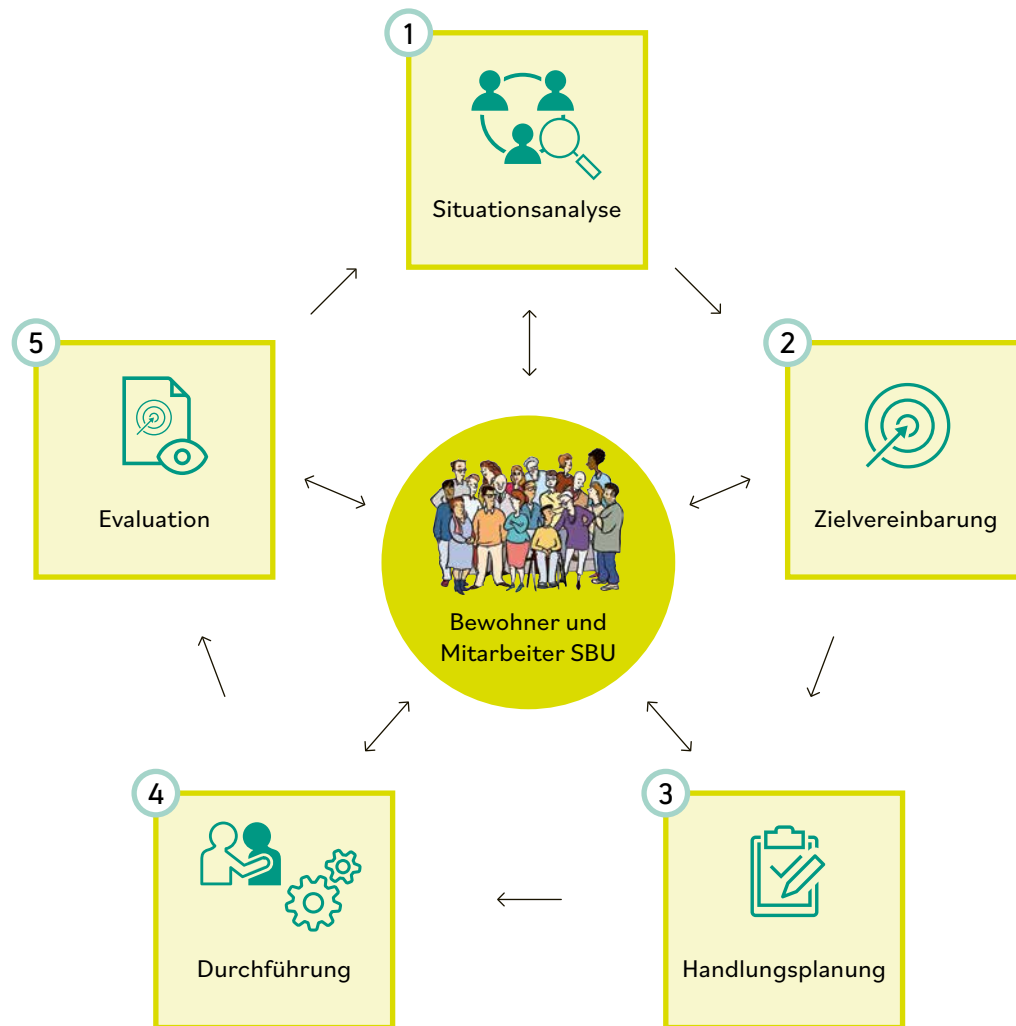 1
Situationsanalyse
2
Zielvereinbarung
3
Handlungsplanung
4
Durchführung
5
Evaluation
Bewohner und
Mitarbeiter SBU